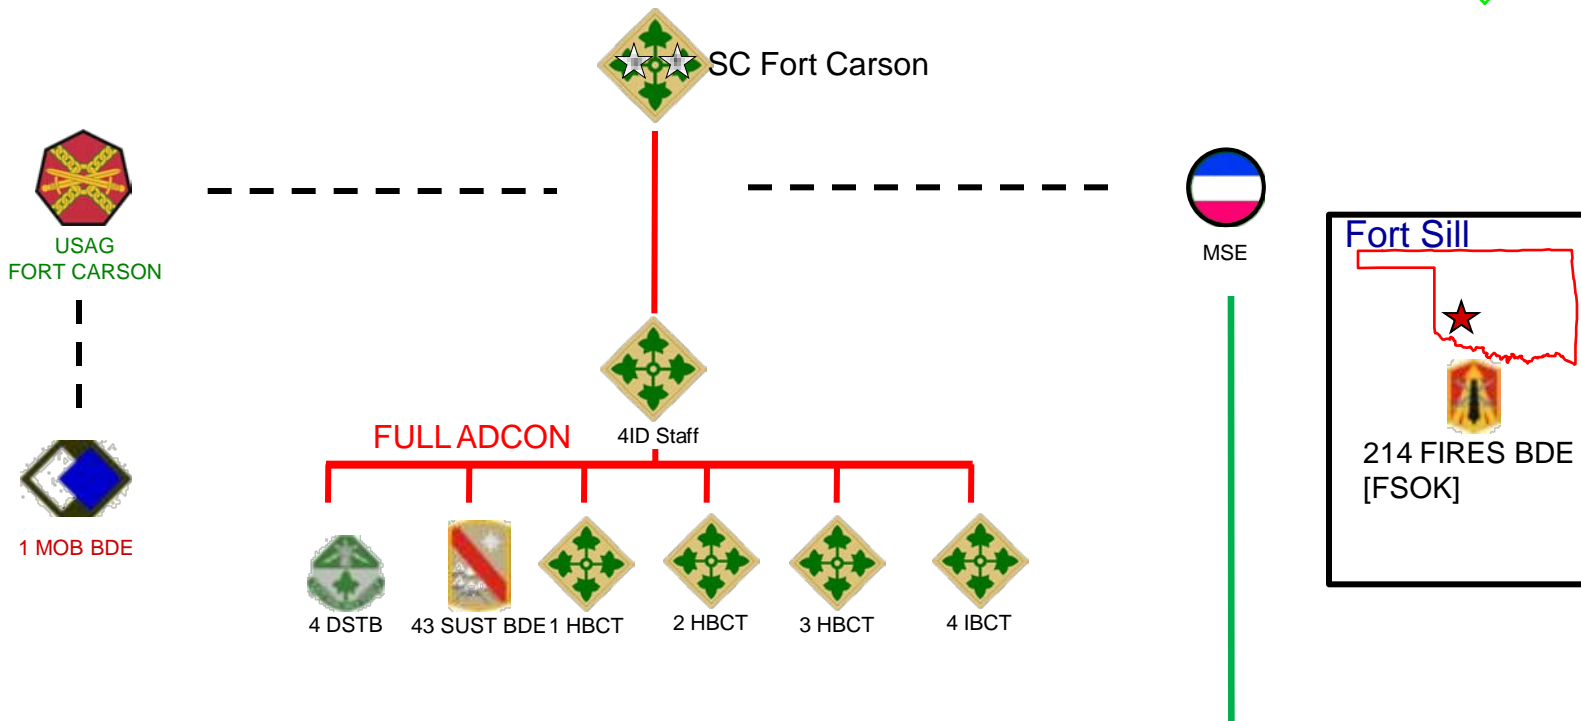 SC Fort Carson
USAG
FORT CARSON
MSE
Fort Sill
FULL ADCON
4ID Staff
214 FIRES BDE
[FSOK]
1 MOB BDE
4 DSTB
43 SUST BDE
1 HBCT
2 HBCT
3 HBCT
4 IBCT